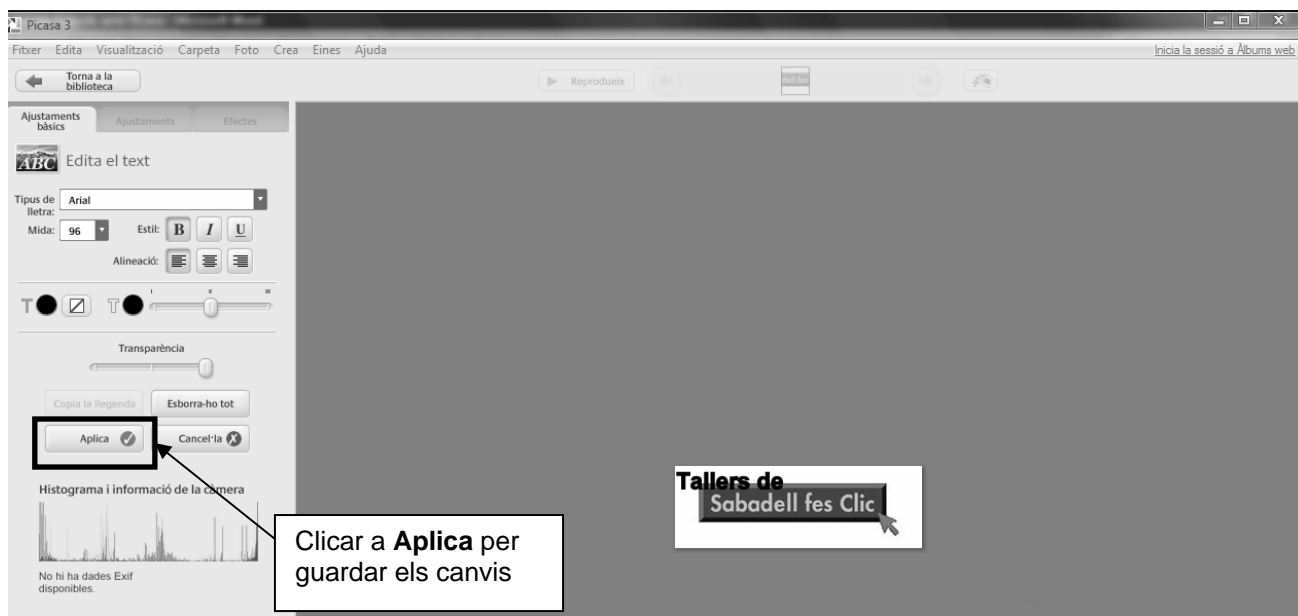 Picasa 3
Fitxer Edita Visualització Carpeta Foto Crea Eines Ajuda
Inicia la sessió a Àlbums web
Torna a la
biblioteca
Reprodueix
Ajustaments
bàsics
Ajustaments
Efectes
ABC Edita el text
Tipus de
lletra:
Arial
Mida: 96 Estil: B I U
Alineació:
T T
Transparència
Copia la llegenda Esborra-ho tot
Aplica Cancel·la
Histograma i informació de la càmera
No hi ha dades Exif
disponibles.
Clicar a Aplica per
guardar els canvis
Tallers de
Sabadell fes Clic